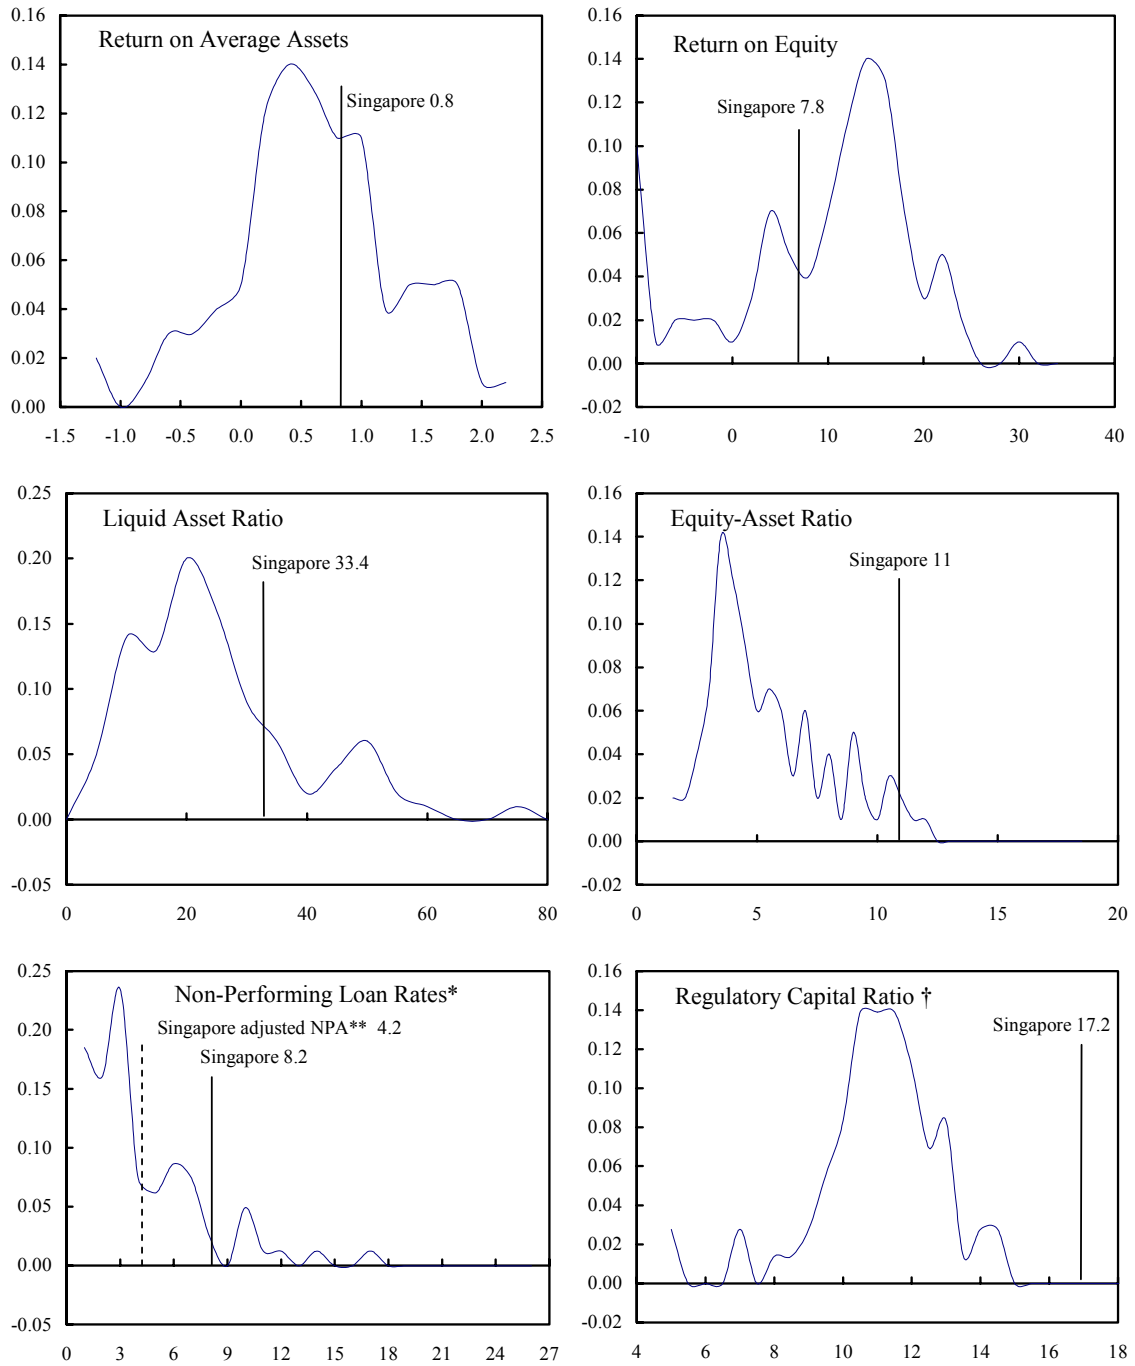 Return on Average Assets
Singapore 0.8
0.16
0.14
0.12
0.10
0.08
0.06
0.04
0.02
0.00
-1.5 -1.0 -0.5 0.0 0.5 1.0 1.5 2.0 2.5
Return on Equity
Singapore 7.8
0.16
0.14
0.12
0.10
0.08
0.06
0.04
0.02
0.00
-0.02
-10 0 10 20 30 40
Liquid Asset Ratio
Singapore 33.4
0.25
0.20
0.15
0.10
0.05
0.00
-0.05
0 20 40 60 80
Equity-Asset Ratio
Singapore 11
0.16
0.14
0.12
0.10
0.08
0.06
0.04
0.02
0.00
-0.02
0 5 10 15 20
Non-Performing Loan Rates*
Singapore adjusted NPA** 4.2
Singapore 8.2
0.25
0.20
0.15
0.10
0.05
0.00
-0.05
0 3 6 9 12 15 18 21 24 27
Regulatory Capital Ratio †
Singapore 17.2
0.16
0.14
0.12
0.10
0.08
0.06
0.04
0.02
0.00
-0.02
4 6 8 10 12 14 16 18